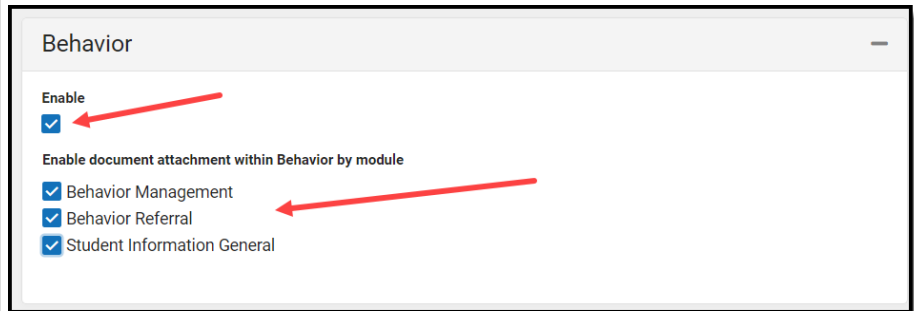 Behavior
Enable
Enable document attachment within Behavior by module
Behavior Management
Behavior Referral
Student Information General